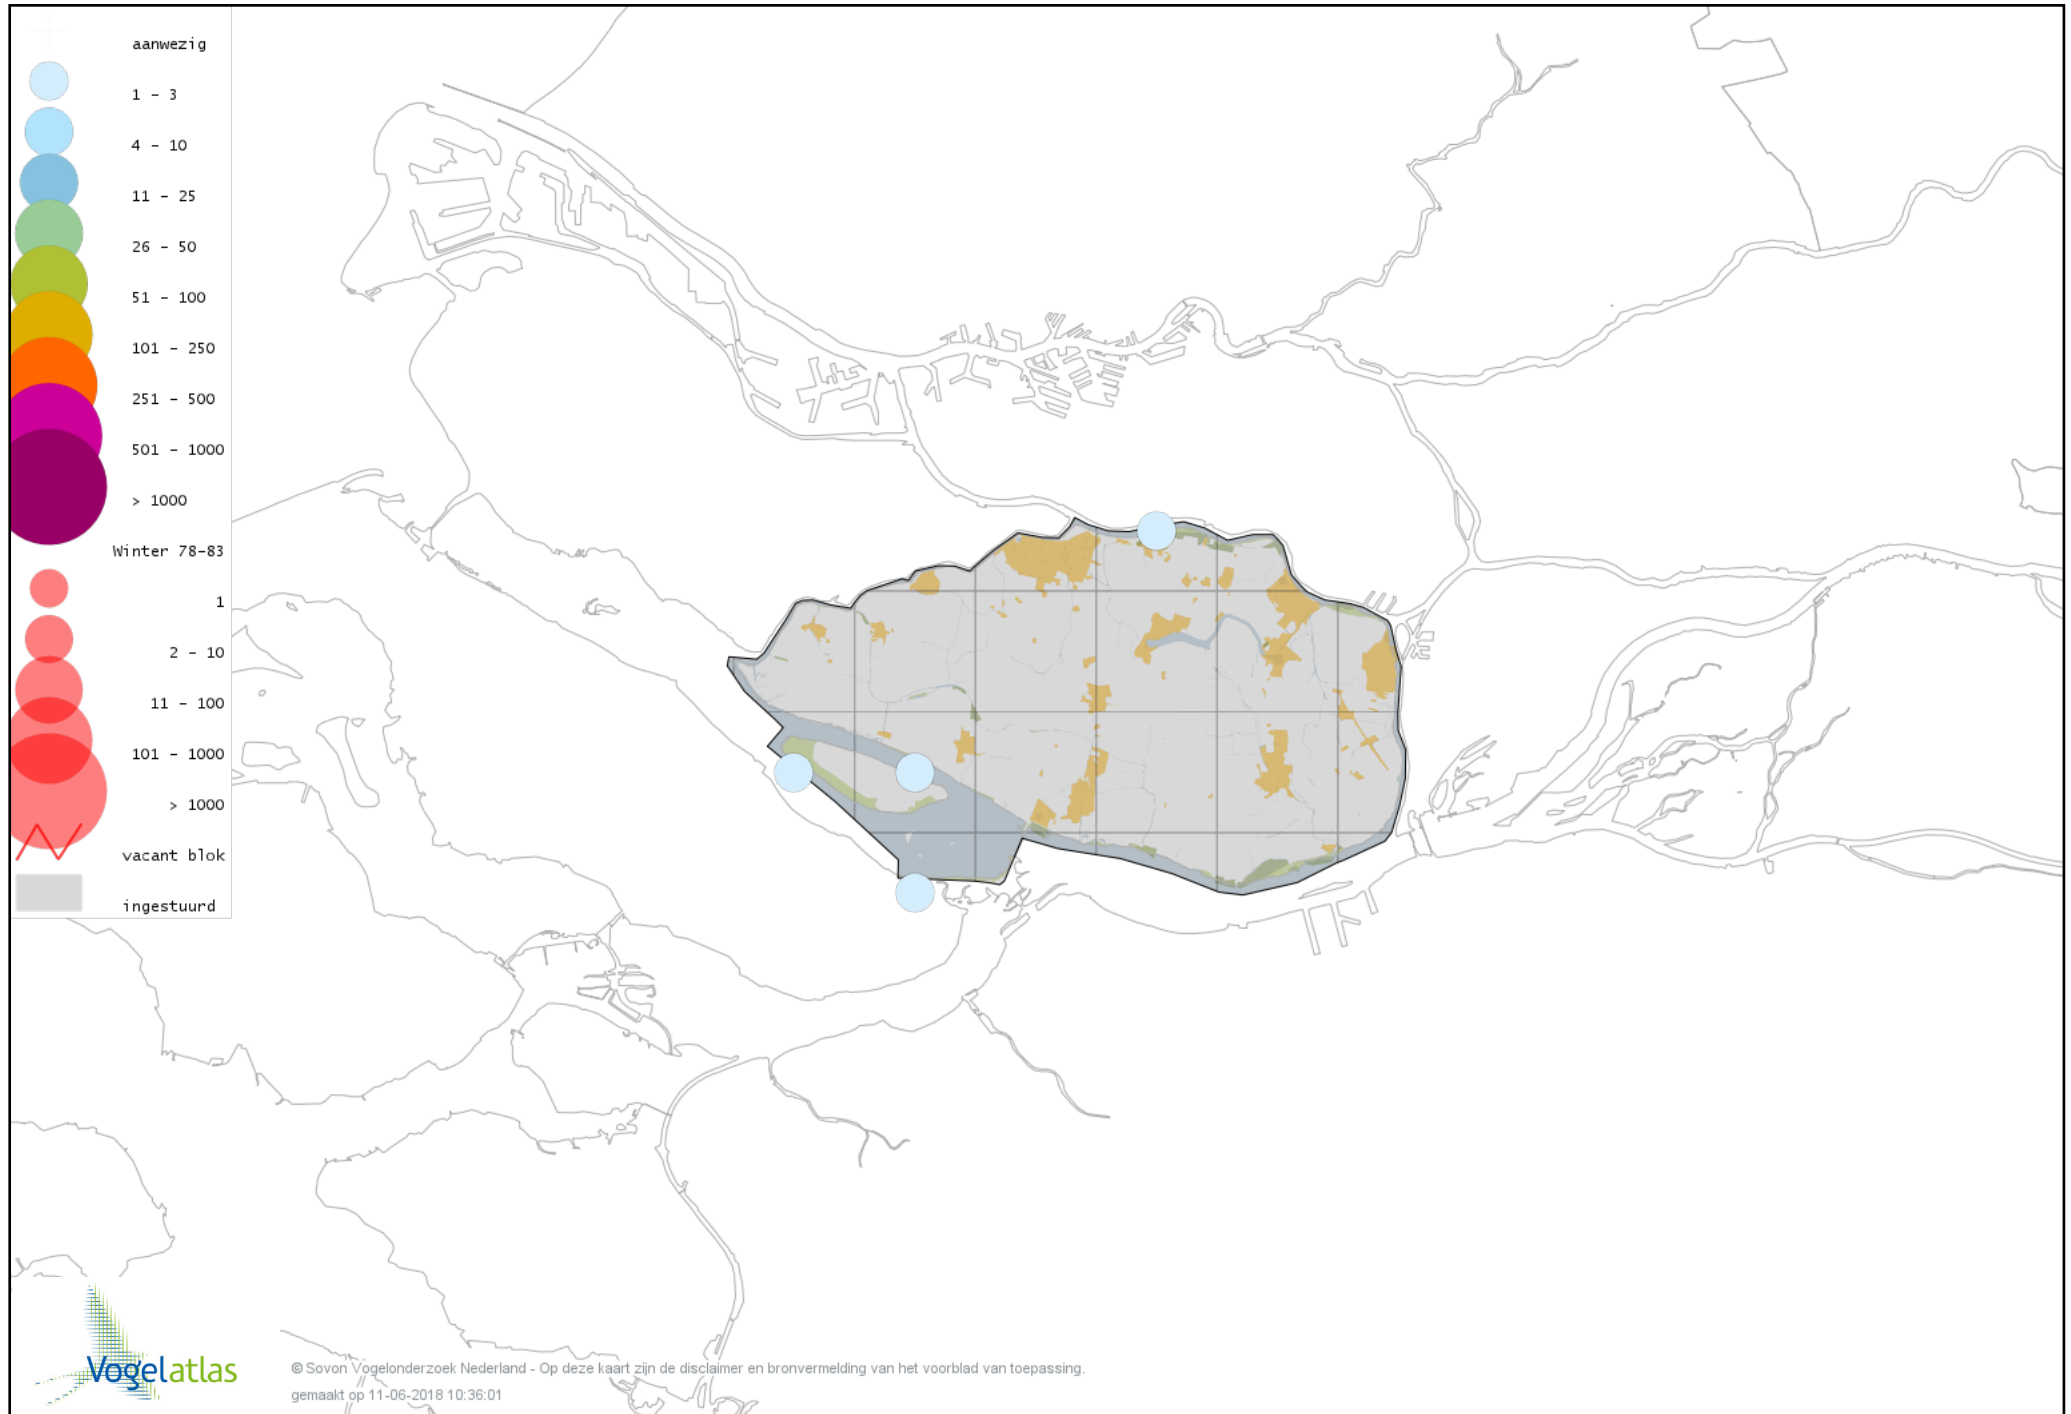 aanwezig
1 - 3
4 - 10
11 - 25
26 - 50
51 - 100
101 - 250
251 - 500
501 - 1000
> 1000
Winter 78-83
1
2 - 10
11 - 100
101 - 1000
> 1000
vacant blok
ingestuurd
Vogelatlas
© Sovon Vogelonderzoek Nederland - Op deze kaart zijn de disclaimer en bronvermelding van het voorblad van toepassing.
gemaakt op 11-06-2018 10:36:01